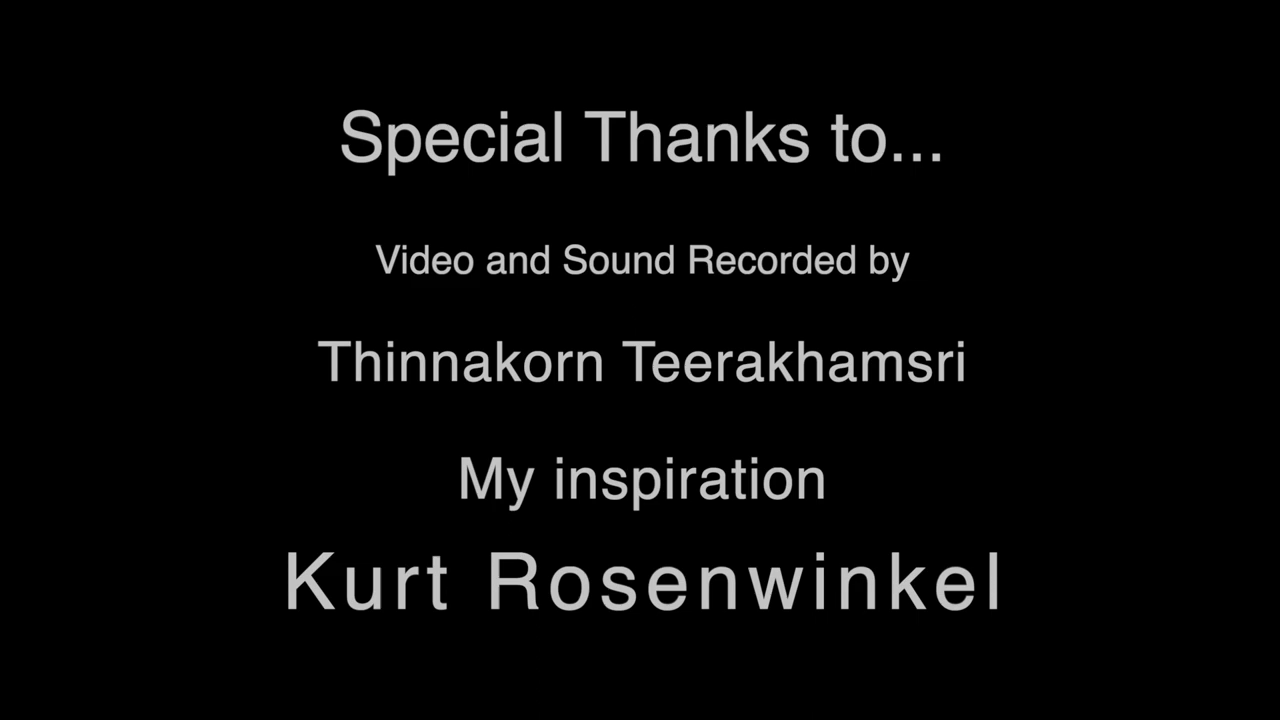 Special Thanks to...
Video and Sound Recorded by
Thinnakorn Teerakhamsri
My inspiration
Kurt Rosenwinkel